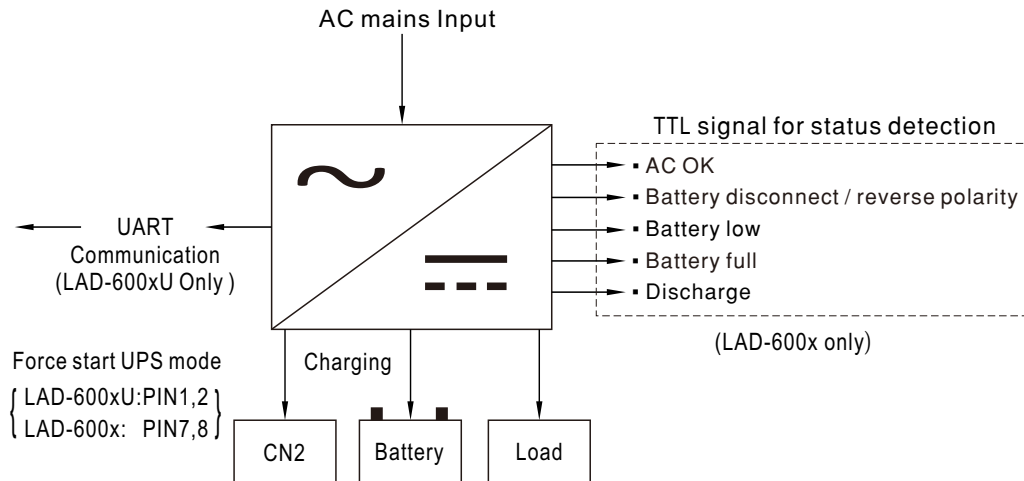 AC mains Input
TTL signal for status detection
▪ AC OK
▪ Battery disconnect / reverse polarity
▪ Battery low
▪ Battery full
▪ Discharge
(LAD-600x only)
UART
Communication
(LAD-600xU Only )
Force start UPS mode
LAD-600xU:PIN1,2
LAD-600x: PIN7,8
Charging
CN2
Battery
Load